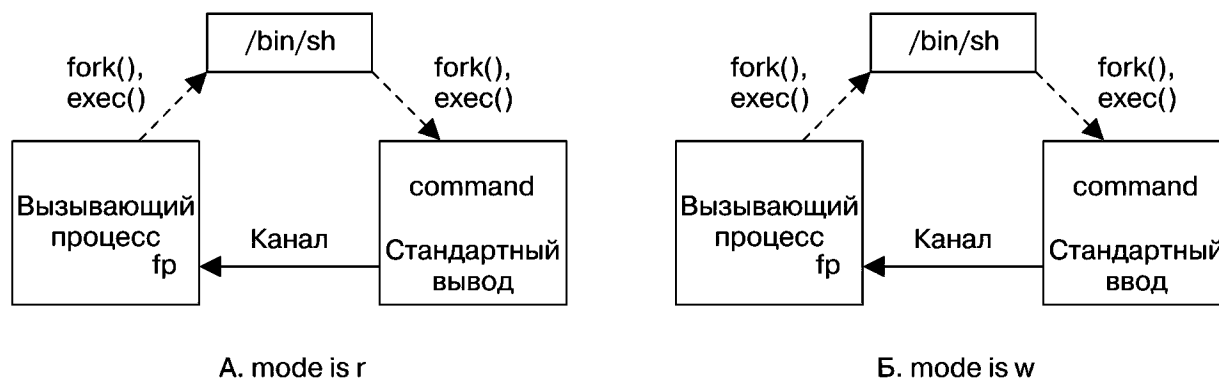 /bin/sh
fork(),
exec()
fork(),
exec()
Вызывающий
процесс
fp
Канал
command
Стандартный
вывод
А. mode is r
/bin/sh
fork(),
exec()
fork(),
exec()
Вызывающий
процесс
fp
Канал
command
Стандартный
ввод
Б. mode is w